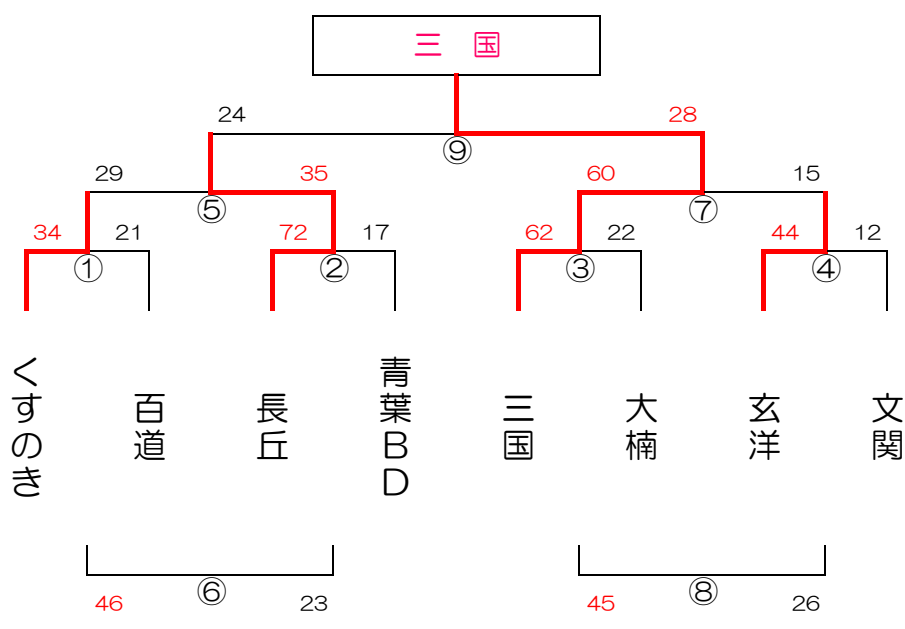 三 国
24 28
⑨
29 35 60 15
⑤ ⑦
34 21 72 17 62 22 44 12
① ② ③ ④
くすのき
百道
長丘
青葉BD
三国
大楠
玄洋
文関
⑥ ⑧
46 23 45 26